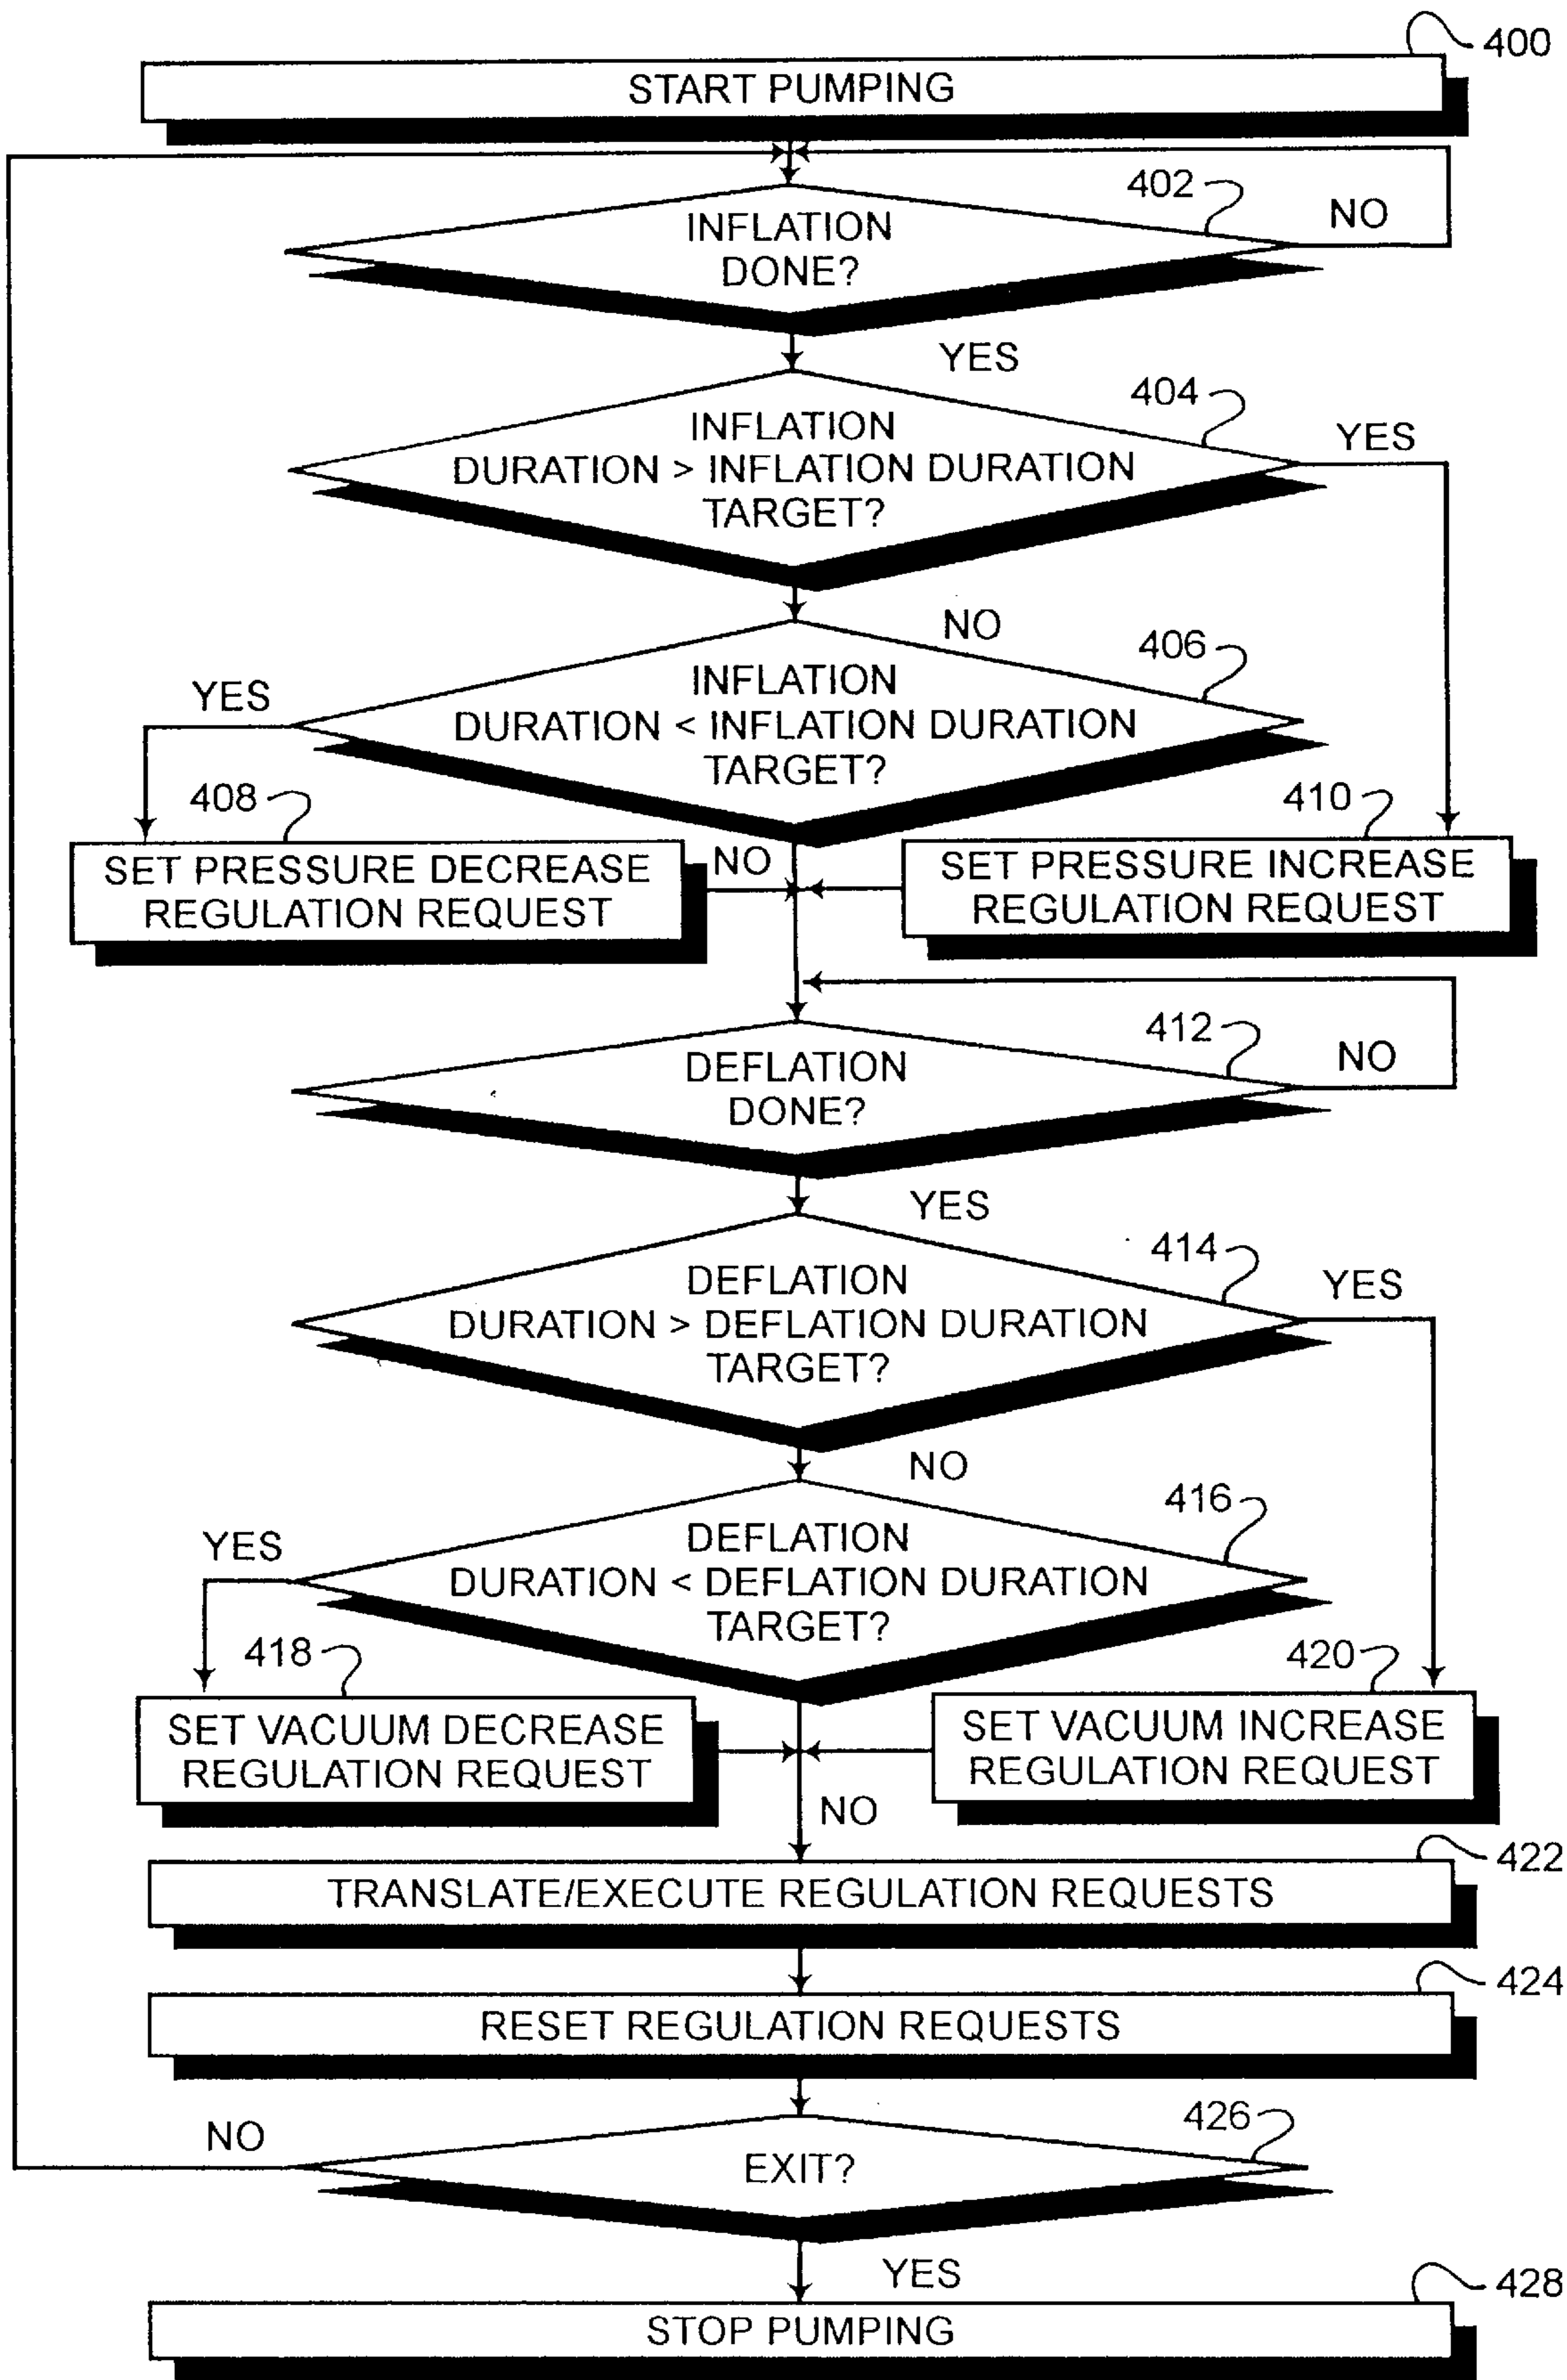 400
START PUMPING
402
NO
INFLATION
DONE?
YES
404
YES
INFLATION
DURATION > INFLATION DURATION
TARGET?
NO
406
YES
INFLATION
DURATION < INFLATION DURATION
TARGET?
408
410
SET PRESSURE DECREASE
REGULATION REQUEST
NO
SET PRESSURE INCREASE
REGULATION REQUEST
412
NO
DEFLATION
DONE?
YES
414
YES
DEFLATION
DURATION > DEFLATION DURATION
TARGET?
NO
416
YES
DEFLATION
DURATION < DEFLATION DURATION
TARGET?
418
420
SET VACUUM DECREASE
REGULATION REQUEST
SET VACUUM INCREASE
REGULATION REQUEST
NO
422
TRANSLATE/EXECUTE REGULATION REQUESTS
424
RESET REGULATION REQUESTS
426
NO
EXIT?
YES
428
STOP PUMPING